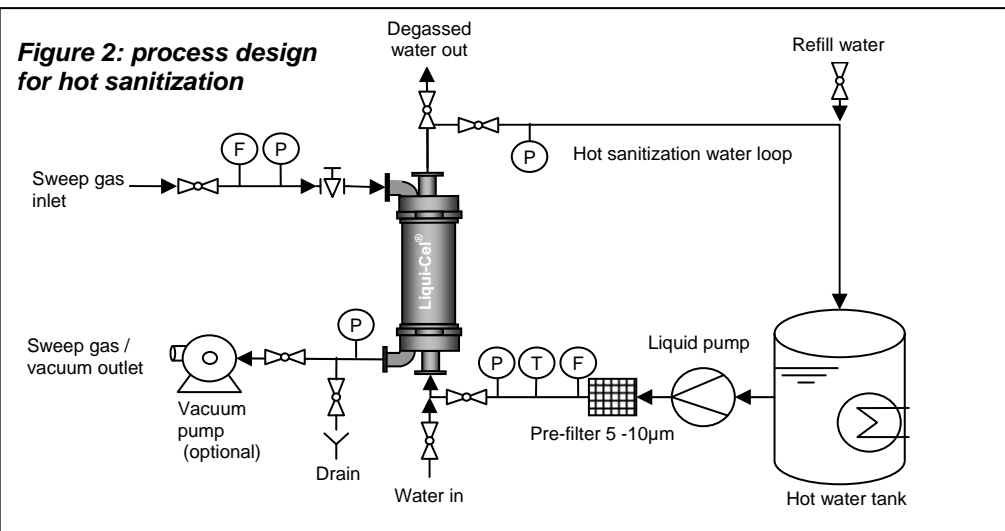 Figure 2: process design
for hot sanitization
Degassed
water out
Refill water
F
P
P
Hot sanitization water loop
Sweep gas
inlet
Liqui-Cel®
Sweep gas /
vacuum outlet
P
Vacuum
pump
(optional)
Drain
Water in
P
T
F
Pre-filter 5 -10µm
Liquid pump
Hot water tank